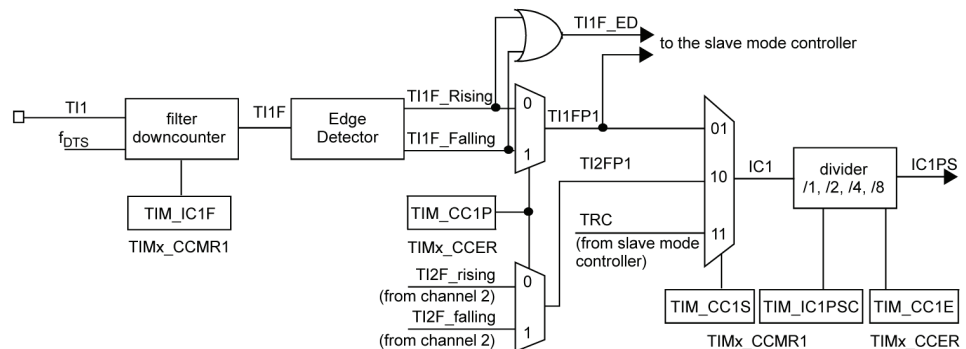 TI1F_ED
to the slave mode controller
TI1
fDTS
filter
downcounter
TI1F
Edge
Detector
TI1F_Rising
TI1F_Falling
0
1
TI1FP1
TI2FP1
TRC
(from slave mode
controller)
01
10
11
IC1
divider
/1, /2, /4, /8
IC1PS
TIM_IC1F
TIMx_CCMR1
TIM_CC1P
TIMx_CCER
TI2F_rising
(from channel 2)
TI2F_falling
(from channel 2)
0
1
TIM_CC1S
TIM_IC1PSC
TIM_CC1E
TIMx_CCMR1
TIMx_CCER